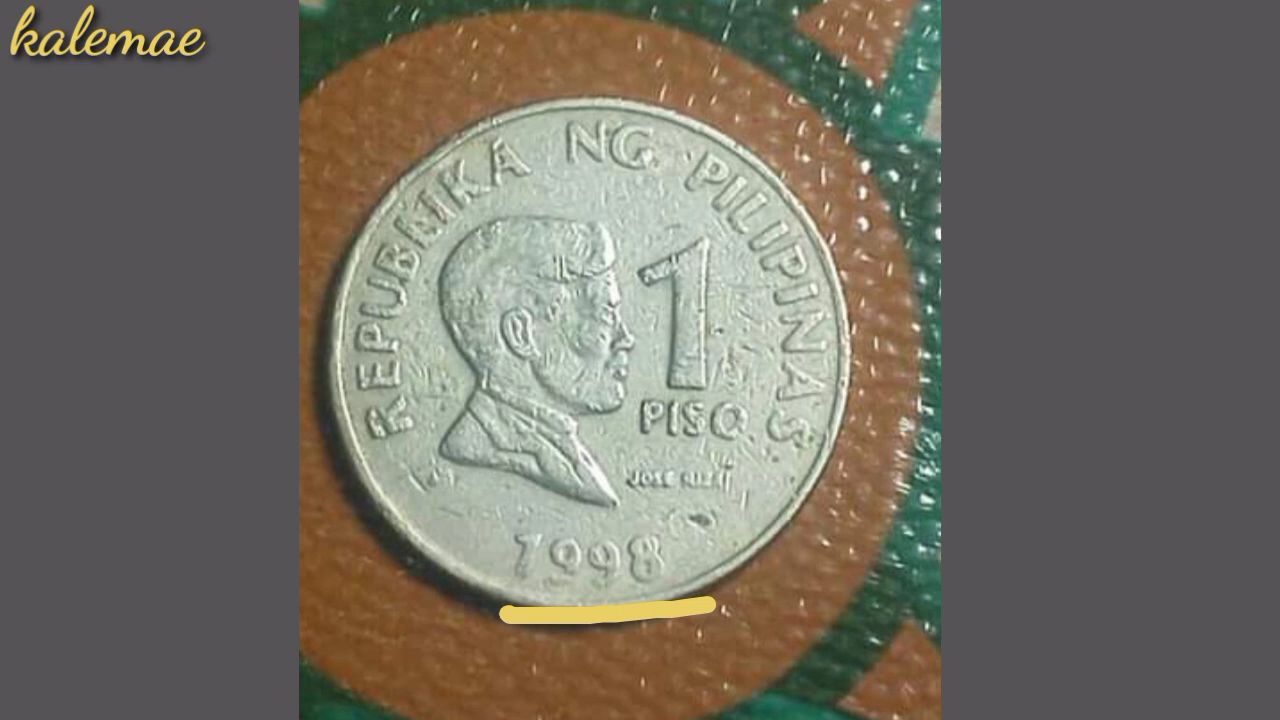 kalemae
REPUBLIKA NG PILIPINAS
1
PISO
JOSE RIZAL
1998